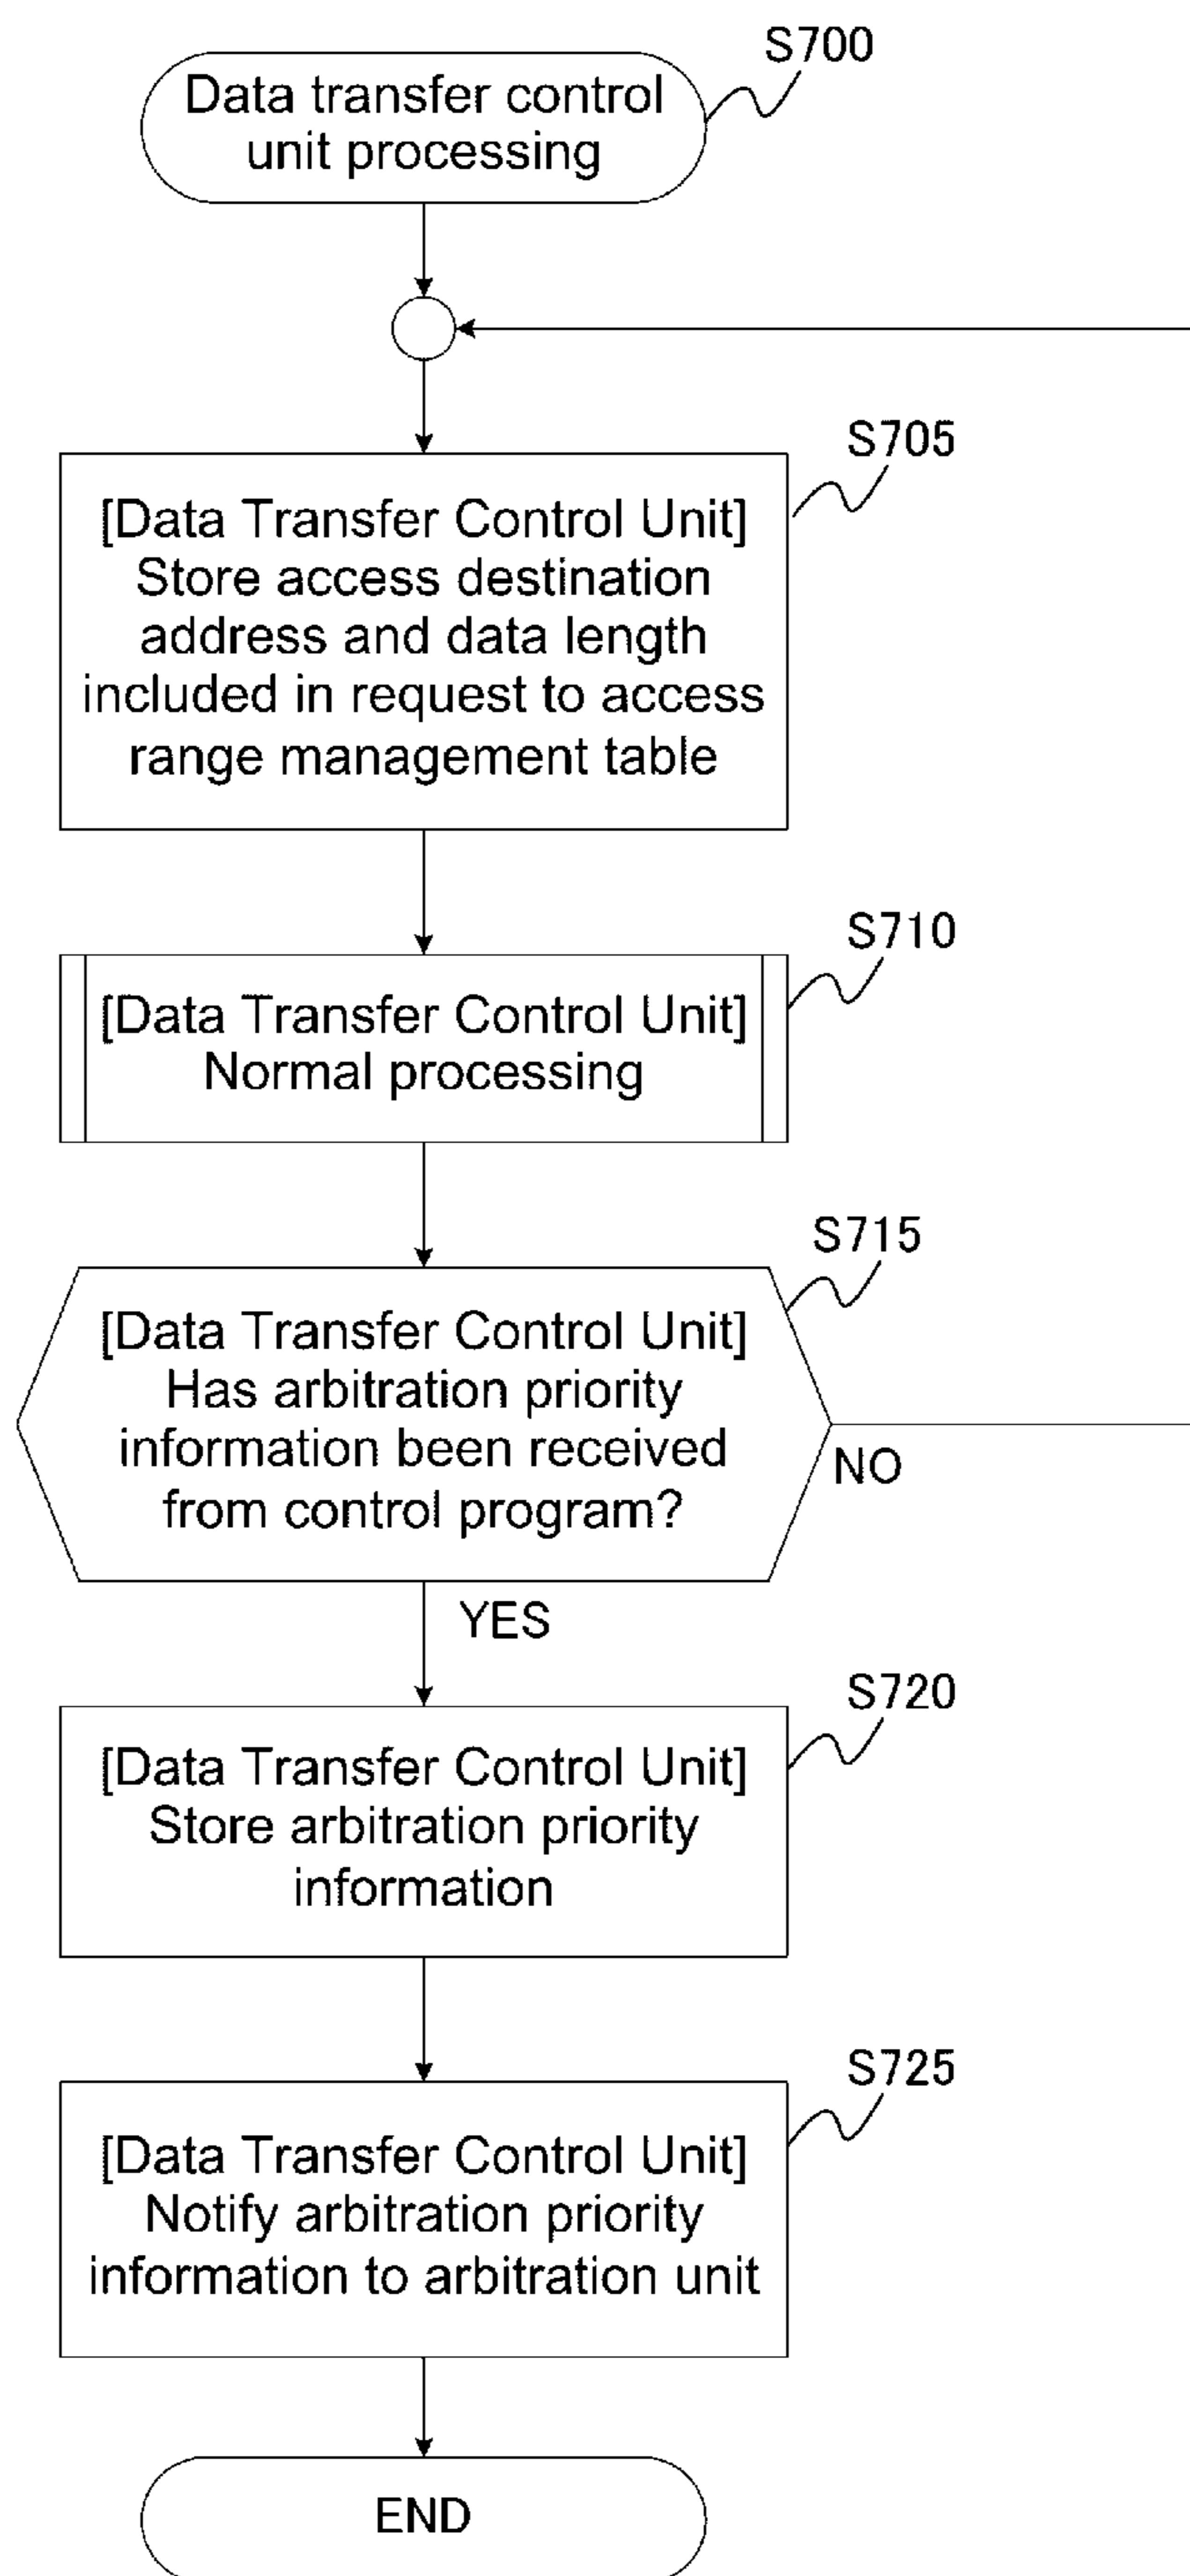 S700
Data transfer control
unit processing
S705
[Data Transfer Control Unit]
Store access destination
address and data length
included in request to access
range management table
S710
[Data Transfer Control Unit]
Normal processing
S715
[Data Transfer Control Unit]
Has arbitration priority
information been received
from control program?
NO
YES
S720
[Data Transfer Control Unit]
Store arbitration priority
information
S725
[Data Transfer Control Unit]
Notify arbitration priority
information to arbitration unit
END